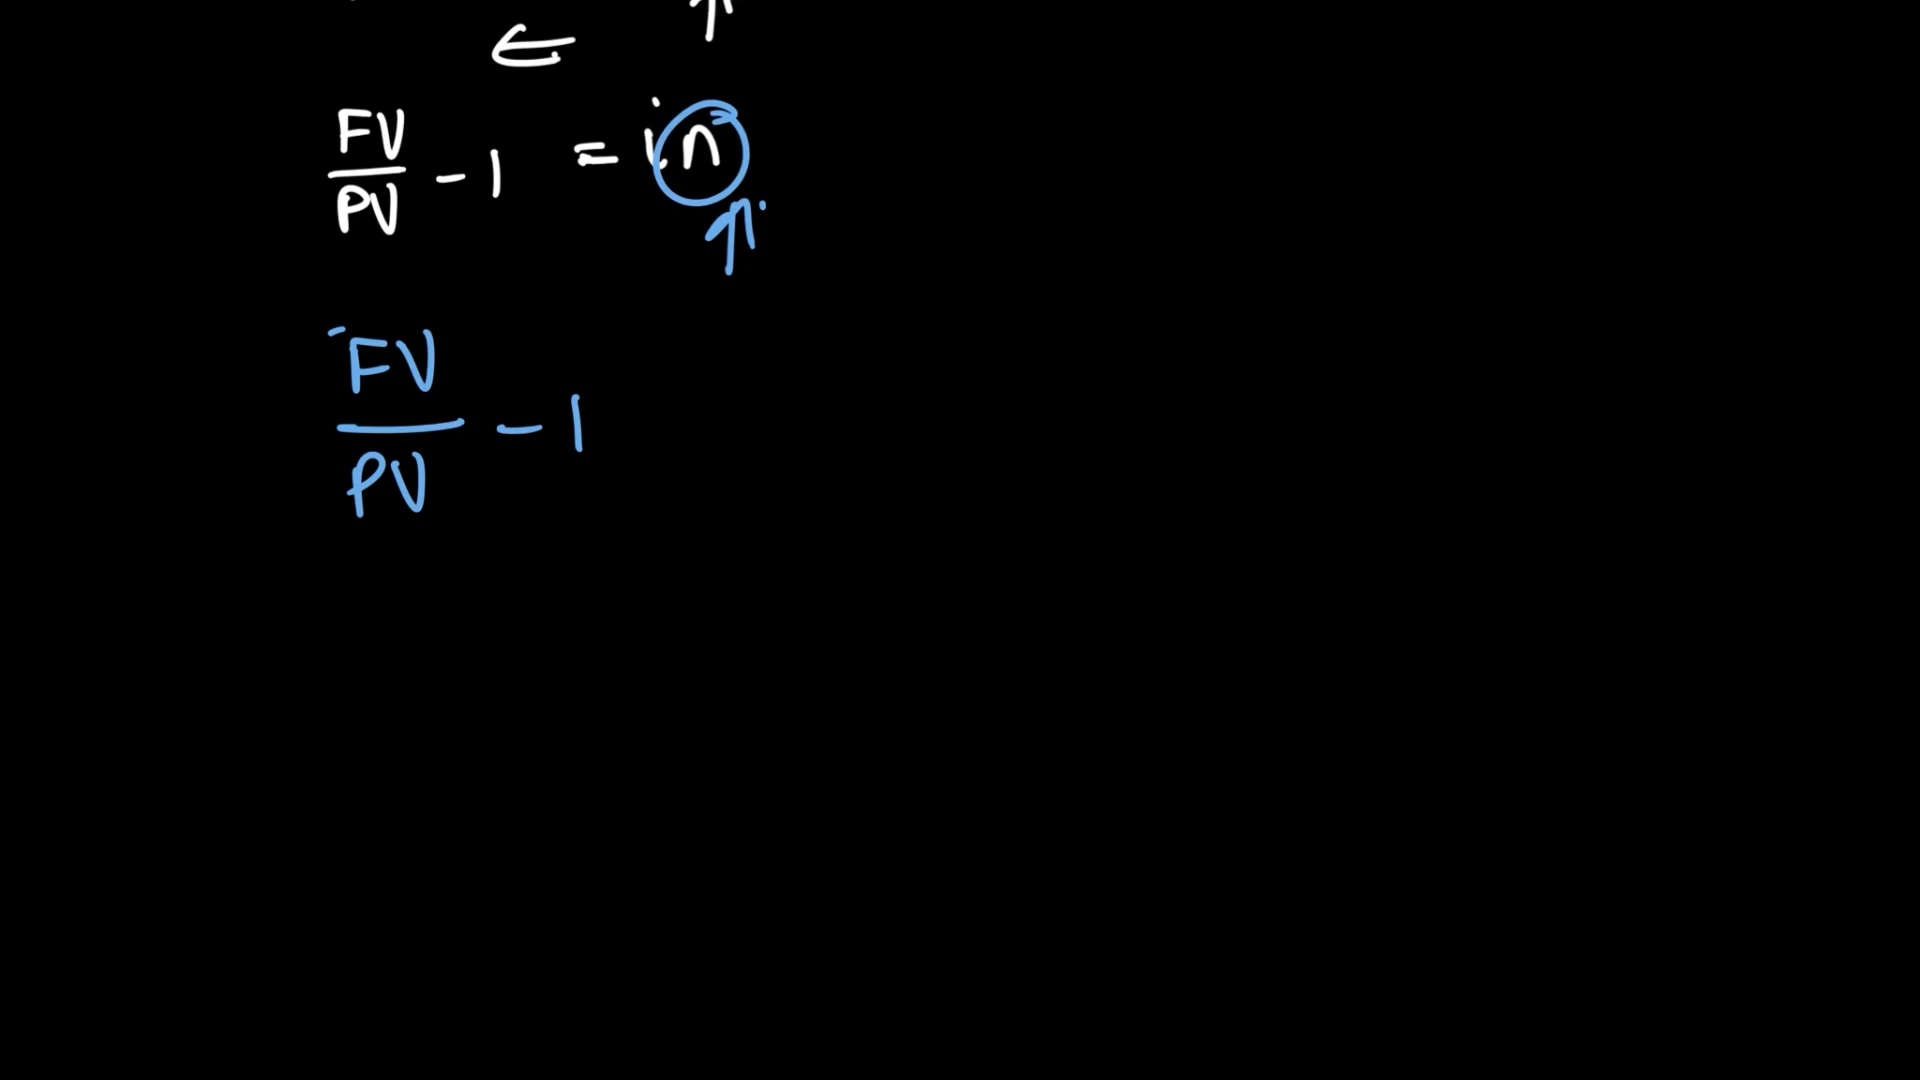 FV/PV - 1 = in
FV/PV - 1